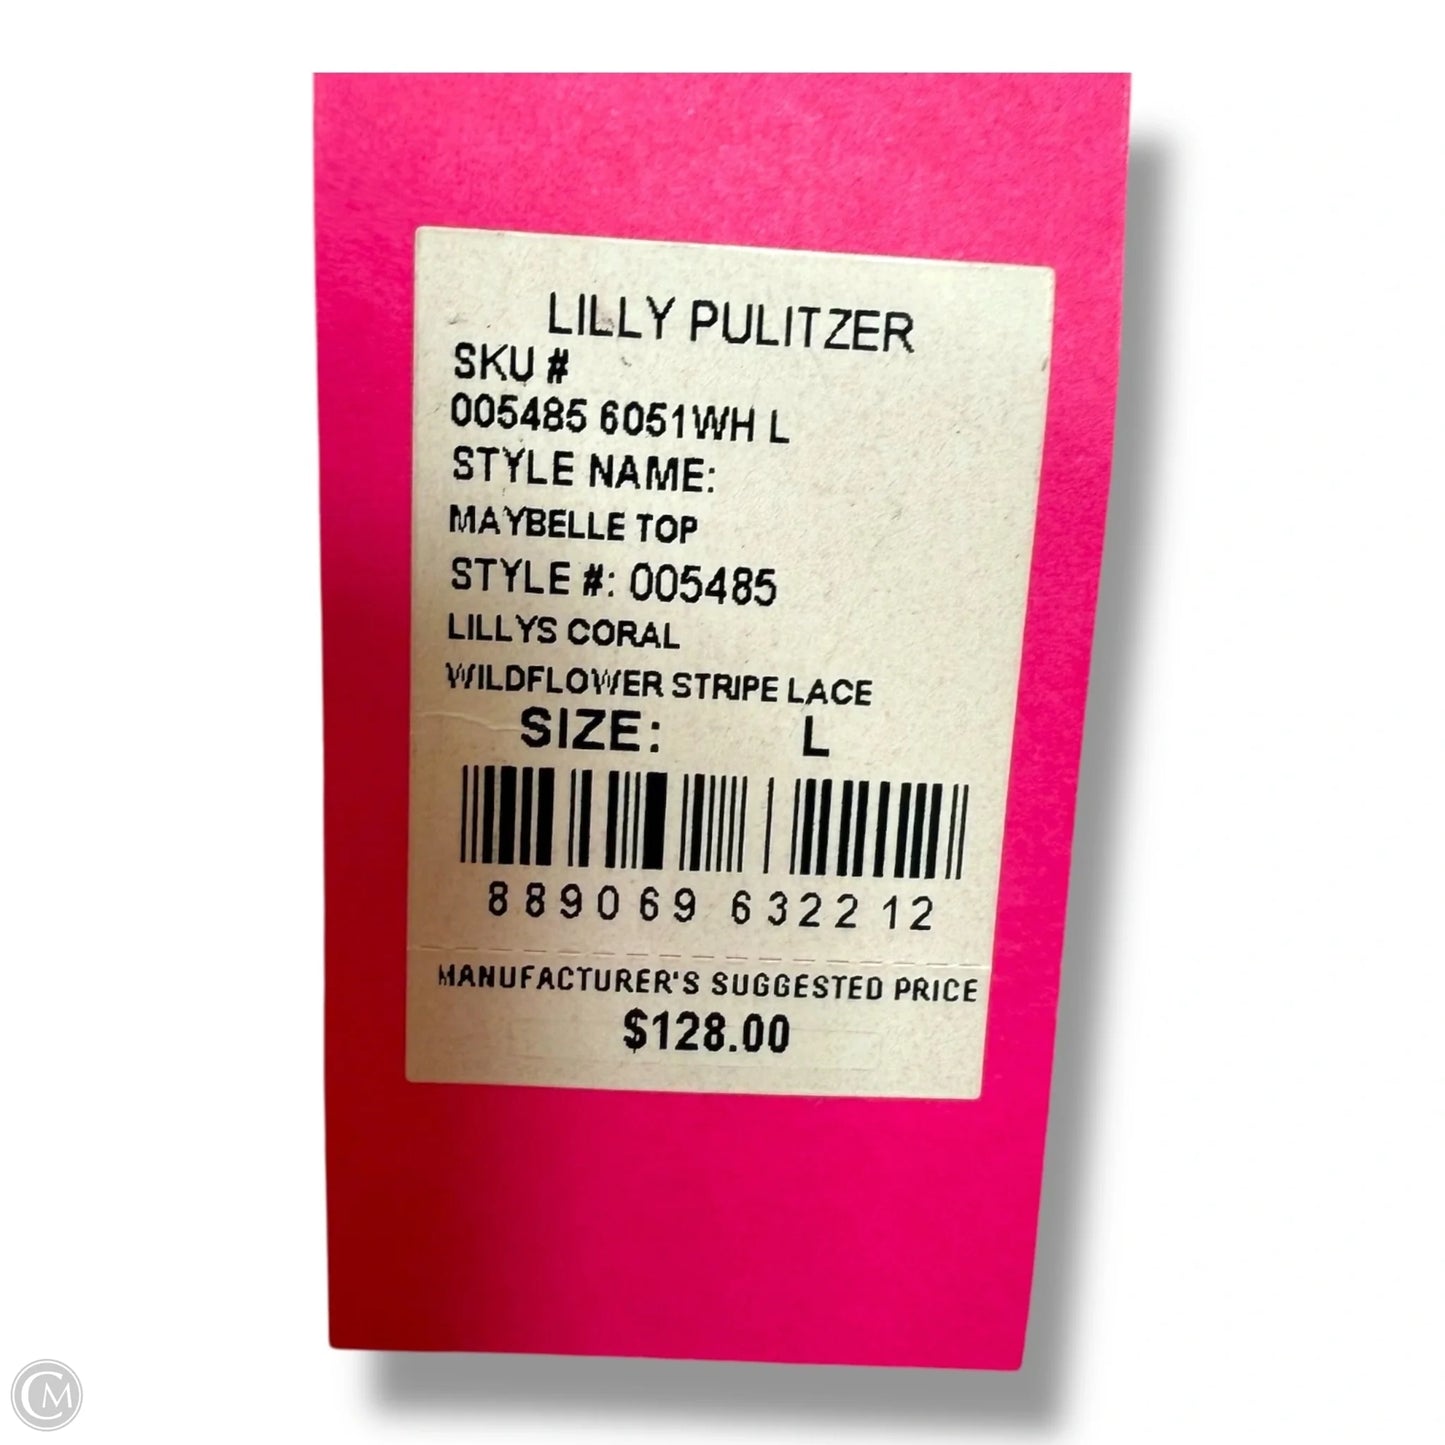 LILLY PULITZER
SKU #
005485 6051WH L
STYLE NAME:
MAYBELLE TOP
STYLE #: 005485
LILLYS CORAL
WILDFLOWER STRIPE LACE
SIZE: L
889069 632212
MANUFACTURER'S SUGGESTED PRICE
$128.00
CM